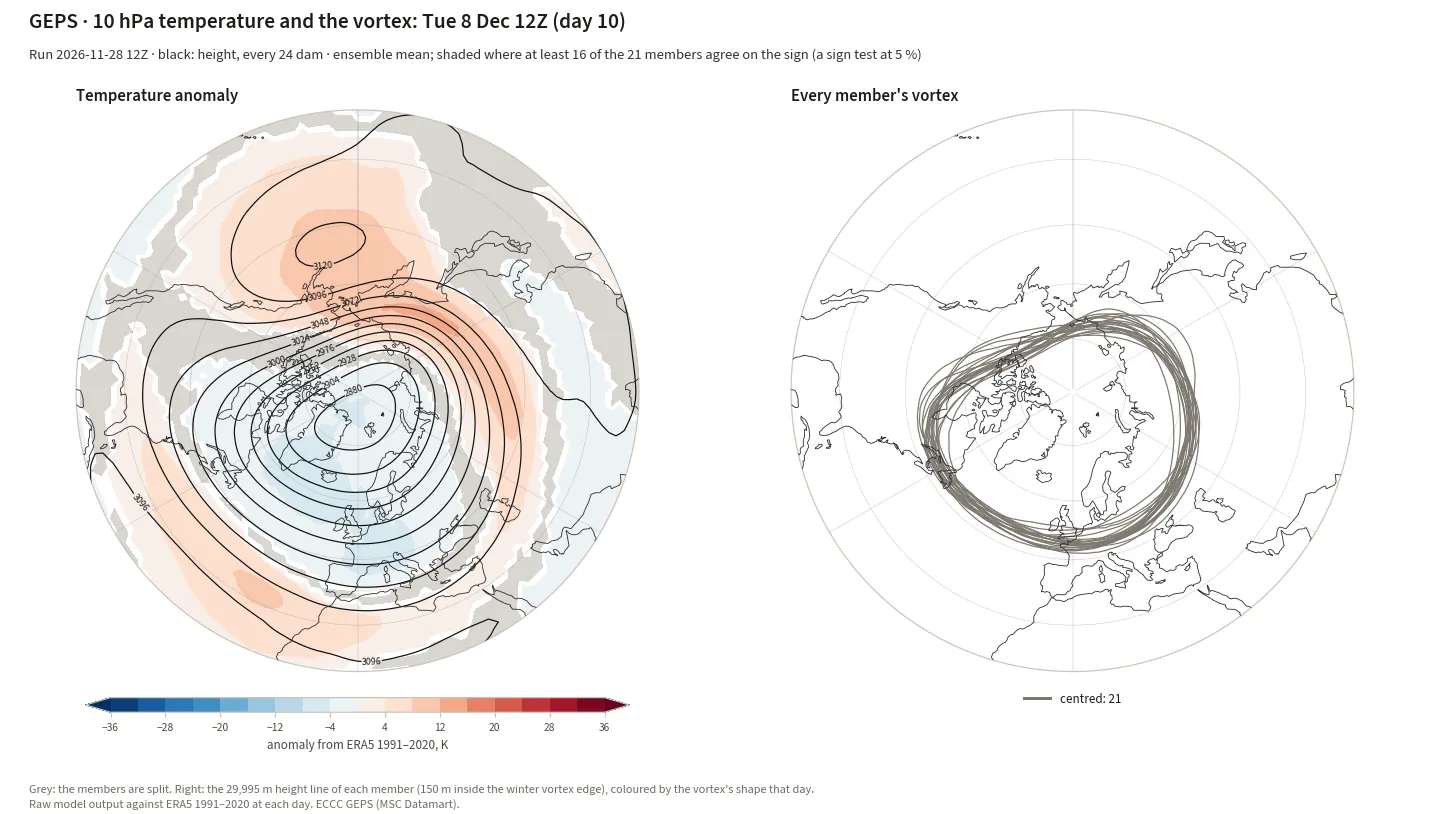 GEPS · 10 hPa temperature and the vortex: Tue 8 Dec 12Z (day 10)
Run 2026-11-28 12Z · black: height, every 24 dam · ensemble mean; shaded where at least 16 of the 21 members agree on the sign (a sign test at 5 %)
Temperature anomaly
Every member's vortex
3120
3096
3072
3048
3024
3000
2976
2928
2904
2880
3096
3096
−36 −28 −20 −12 −4 4 12 20 28 36
anomaly from ERA5 1991–2020, K
centred: 21
Grey: the members are split. Right: the 29,995 m height line of each member (150 m inside the winter vortex edge), coloured by the vortex's shape that day.
Raw model output against ERA5 1991–2020 at each day. ECCC GEPS (MSC Datamart).